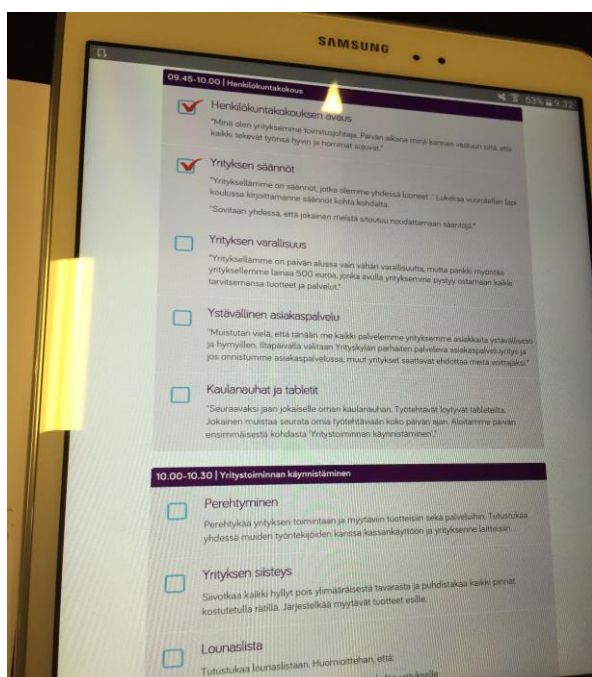 SAMSUNG
53% 9.32
09.45-10.00 | Henkilökuntakokous
Henkilökuntakokouksen avaus
"Minä olen yrityksemme toimitusjohtaja. Päivän aikana minä kannan vastuun siitä, että
kaikki tekevät työnsä hyvin ja hommat sujuvat."
Yrityksen säännöt
"Yrityksellämme on säännöt, jotka olemme yhdessä luoneet." Lukekaa vuorotellen läpi
koulussa kirjoittamanne säännöt kohta kohdalta.
"Sovitaan yhdessä, että jokainen meistä sitoutuu noudattamaan sääntöjä."
Yrityksen varallisuus
"Yrityksellämme on päivän alussa vain vähän varallisuutta, mutta pankki myöntää
yrityksellemme lainaa 500 euroa, jonka avulla yrityksemme pystyy ostamaan kaikki
tarvitsemansa tuotteet ja palvelut."
Ystävällinen asiakaspalvelu
"Muistutan vielä, että tänään me kaikki palvelemme yrityksemme asiakkaita ystävällisesti
ja hymyillen. Iltapäivällä valitaan Yrityskylän parhaiten palveleva asiakaspalveluyritys ja
jos onnistumme asiakaspalvelussa, muut yritykset saattavat ehdottaa meitä voittajaksi."
Kaulanauhat ja tabletit
"Seuraavaksi jaan jokaiselle oman kaulanauhan. Työtehtävät löytyvät tableteilta.
Jokainen muistaa seurata omia työtehtäviään koko päivän ajan. Aloitamme päivän
ensimmäisestä kohdasta 'Yritystoiminnan käynnistäminen'."
10.00-10.30 | Yritystoiminnan käynnistäminen
Perehtyminen
Perehtykää yrityksen toimintaan ja myytäviin tuotteisiin sekä palveluihin. Tutustukaa
yhdessä muiden työntekijöiden kanssa kassankäyttöön ja yrityksenne laitteisiin.
Yrityksen siisteys
Siivotkaa kaikki hyllyt pois ylimääräisestä tavarasta ja puhdistakaa kaikki pinnat
kostutetulla rätillä. Järjestelkää myytävät tuotteet esille.
Lounaslista
Tutustukaa lounaslistaan. Huomioittehan, että: